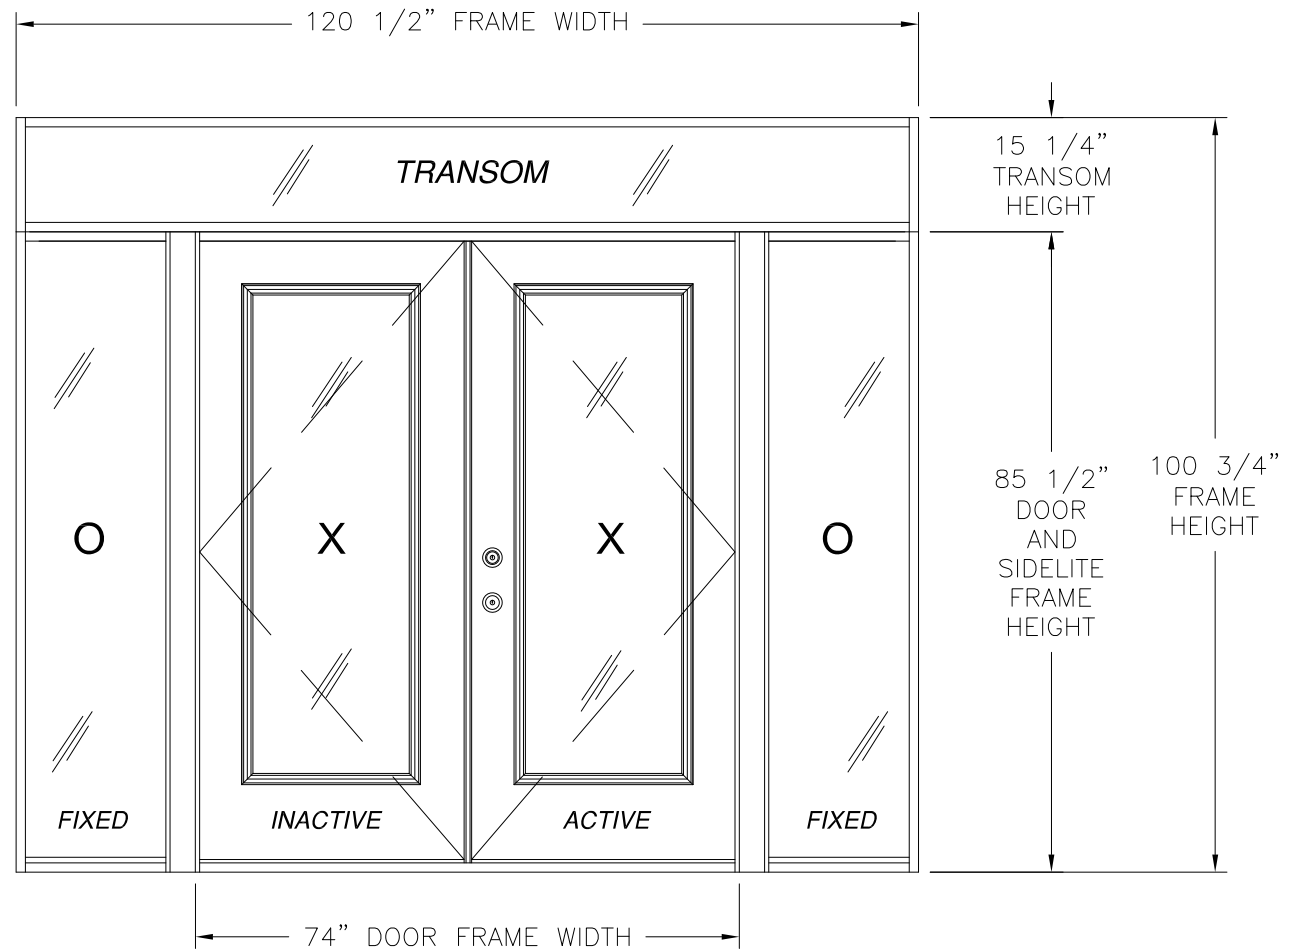 120 1/2” FRAME WIDTH
15 1/4”
TRANSOM
HEIGHT
TRANSOM
100 3/4”
FRAME
HEIGHT
85 1/2”
DOOR
AND
SIDELITE
FRAME
HEIGHT
O
X
X
O
FIXED
INACTIVE
ACTIVE
FIXED
74” DOOR FRAME WIDTH